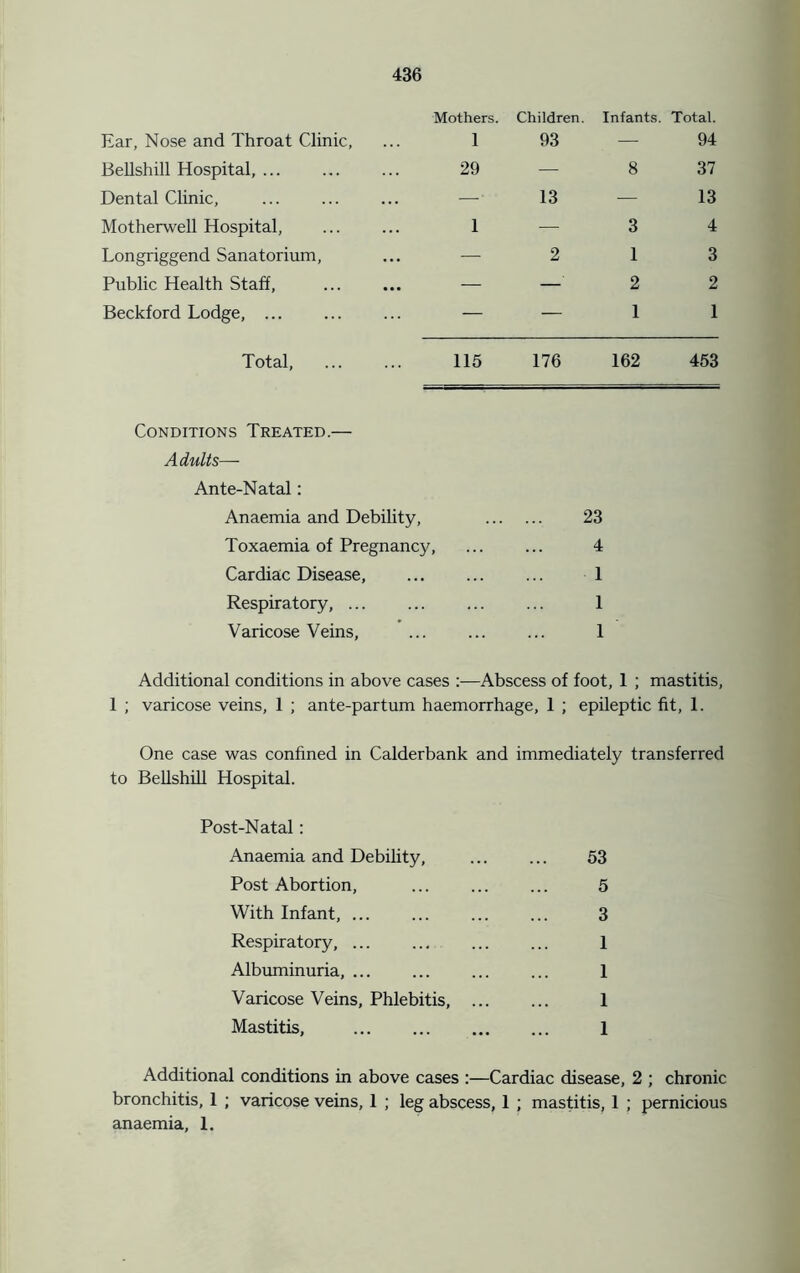 436
Mothers. Children. Infants. Total.
Ear, Nose and Throat Clinic, ... 1 93 — 94
Bellshill Hospital, ... ... ... 29 — 8 37
Dental Clinic, ... ... ... — 13 — 13
Motherwell Hospital, ... ... 1 — 3 4
Longriggend Sanatorium, ... — 2 1 3
Public Health Staff, ... ... — — 2 2
Beckford Lodge, ... ... ... — — 1 1
Total, ... ... 115 176 162 453
Conditions Treated.—
Adults—
Ante-Natal :
Anaemia and Debility, ... ... 23
Toxaemia of Pregnancy, ... ... 4
Cardiac Disease, ... ... ... 1
Respiratory, ... ... ... ... 1
Varicose Veins, ... ... ... 1
Additional conditions in above cases :—Abscess of foot, 1 ; mastitis,
1 ; varicose veins, 1 ; ante-partum haemorrhage, 1 ; epileptic fit, 1.
One case was confined in Calderbank and immediately transferred
to Bellshill Hospital.
Post-Natal :
Anaemia and Debility, ... ... 53
Post Abortion, ... ... ... 5
With Infant, ... ... ... ... 3
Respiratory, ... ... ... ... 1
Albuminuria, ... ... ... ... 1
Varicose Veins, Phlebitis, ... ... 1
Mastitis, ... ... ... ... 1
Additional conditions in above cases :—Cardiac disease, 2 ; chronic
bronchitis, 1 ; varicose veins, 1 ; leg abscess, 1 ; mastitis, 1 ; pernicious
anaemia, 1.